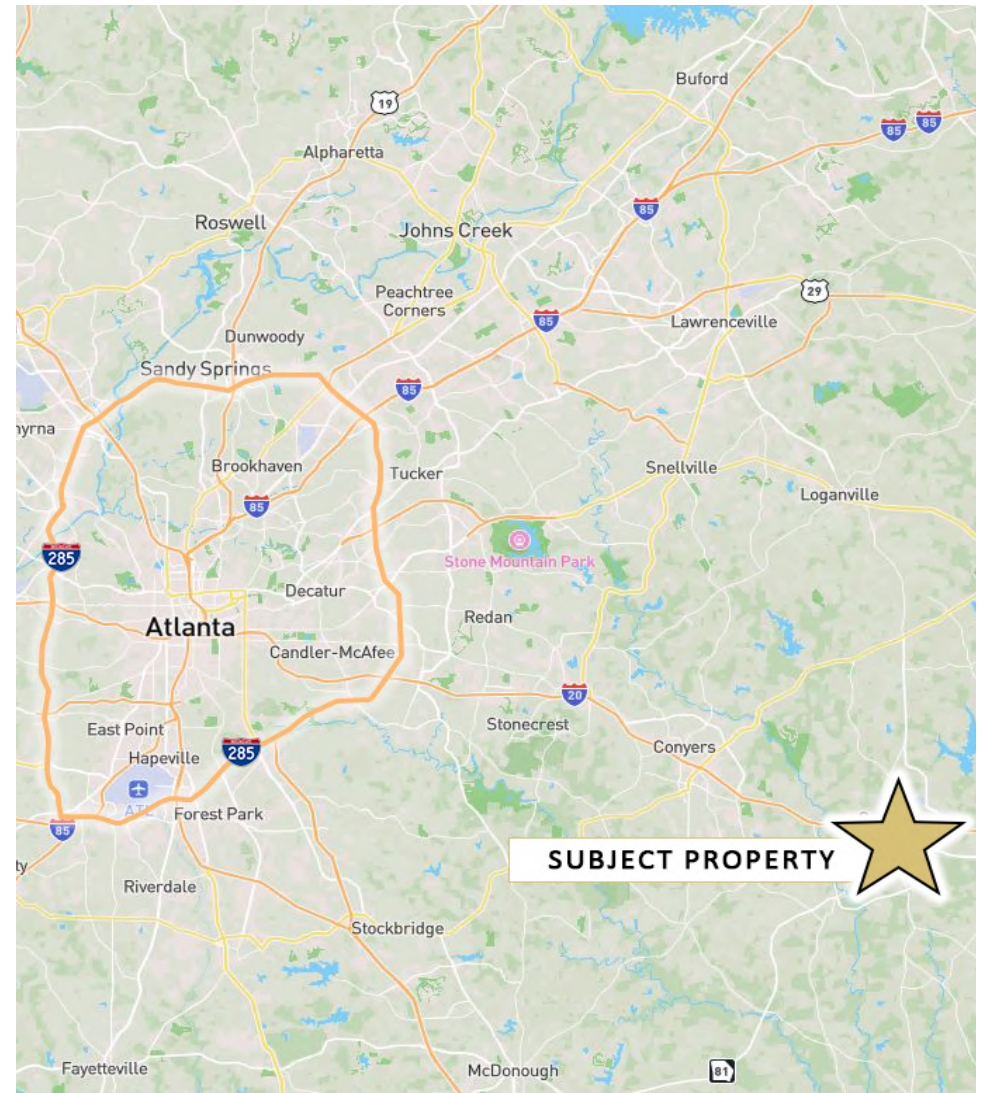 Buford
19
85
85
Alpharetta
85
Roswell
Johns Creek
29
Peachtree
Corners
85
Lawrenceville
Dunwoody
Sandy Springs
85
Brookhaven
Tucker
Snellville
Loganville
85
285
Stone Mountain Park
Decatur
Redan
Atlanta
Candler-McAfee
20
East Point
Stonecrest
Conyers
285
Hapeville
ATL
Forest Park
85
SUBJECT PROPERTY
Riverdale
Stockbridge
Fayetteville
McDonough
81